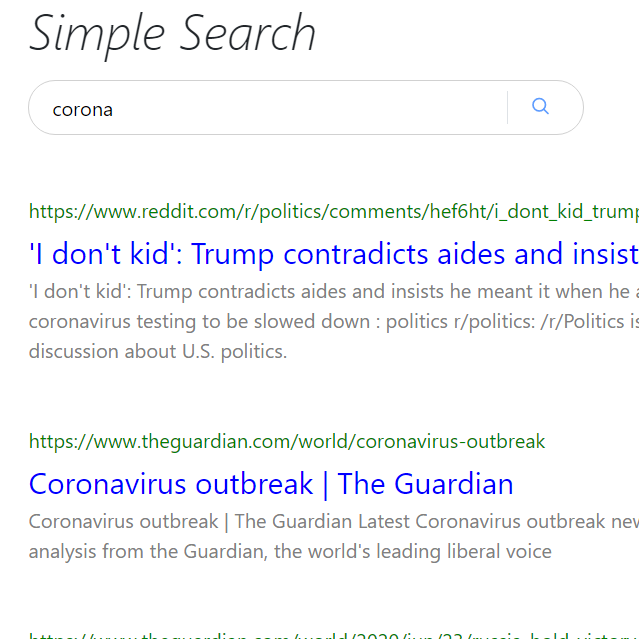 Simple Search
corona
https://www.reddit.com/r/politics/comments/hef6ht/i_dont_kid_trump
'I don't kid': Trump contradicts aides and insist
'I don't kid': Trump contradicts aides and insists he meant it when he a
coronavirus testing to be slowed down : politics r/politics: /r/Politics is
discussion about U.S. politics.
https://www.theguardian.com/world/coronavirus-outbreak
Coronavirus outbreak | The Guardian
Coronavirus outbreak | The Guardian Latest Coronavirus outbreak new
analysis from the Guardian, the world's leading liberal voice